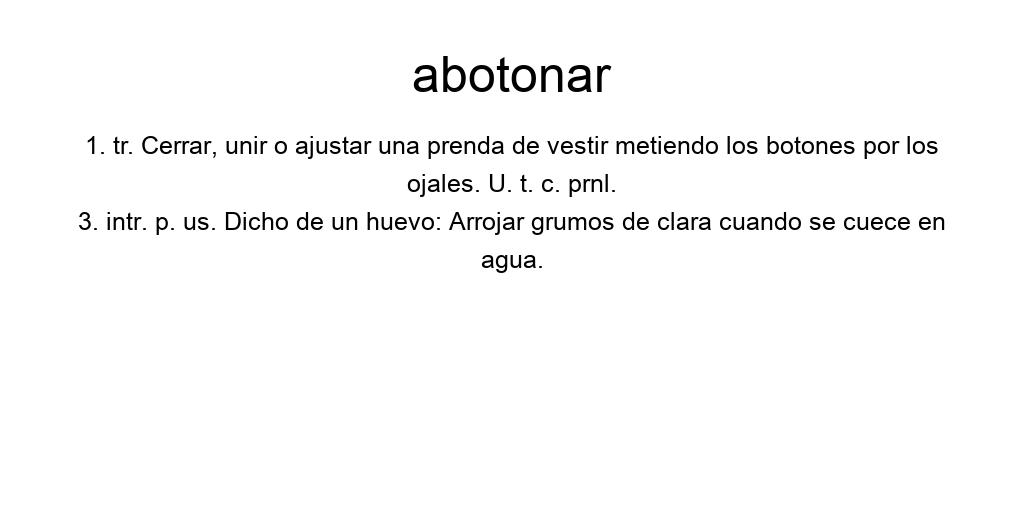 abotonar
1. tr. Cerrar, unir o ajustar una prenda de vestir metiendo los botones por los
ojales. U. t. c. prnl.
3. intr. p. us. Dicho de un huevo: Arrojar grumos de clara cuando se cuece en
agua.